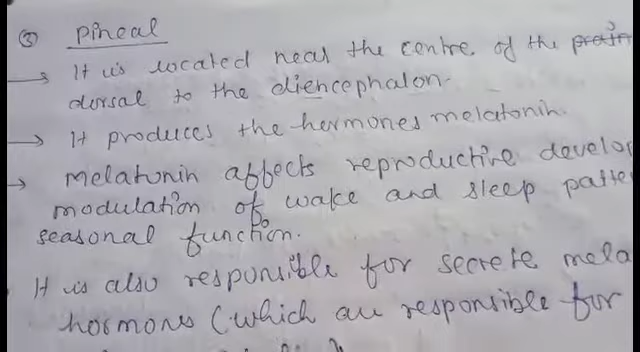 ③ Pineal
→ It is located near the centre of the
dorsal to the diencephalon.
→ It produces the hormones melatonin.
→ Melatonin affects reproductive develop
modulation of wake and sleep patte
seasonal function.
It is also responsible for secrete mela
hormons (which are responsible for